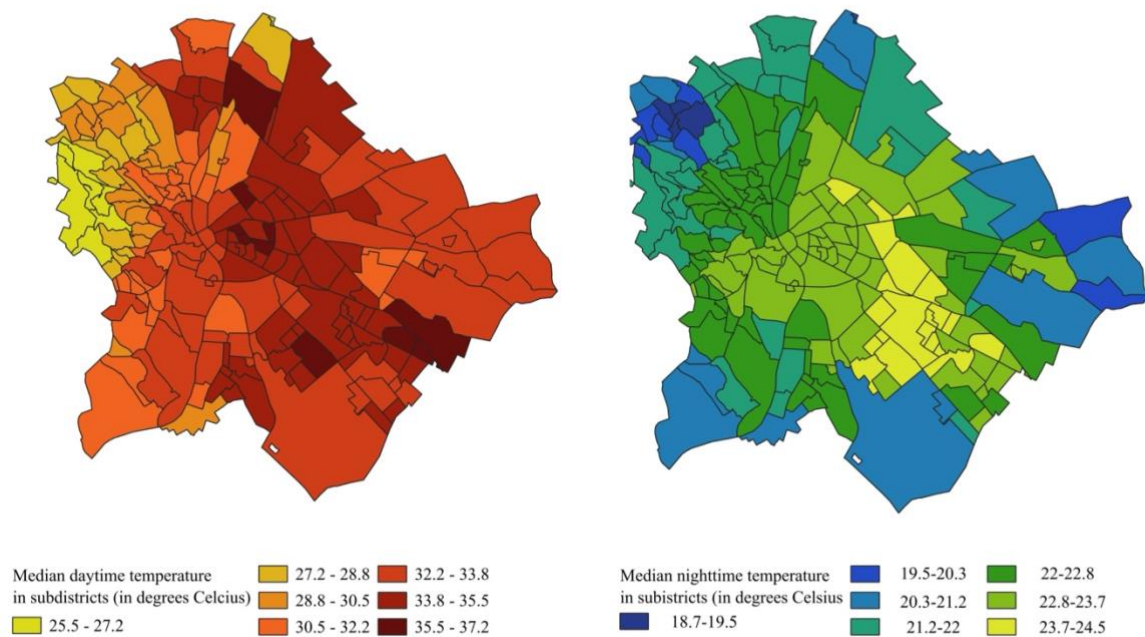 Median daytime temperature
in subdistricts (in degrees Celcius)
25.5 - 27.2
27.2 - 28.8
28.8 - 30.5
30.5 - 32.2
32.2 - 33.8
33.8 - 35.5
35.5 - 37.2
Median nighttime temperature
in subistricts (in degrees Celsius
18.7-19.5
19.5-20.3
20.3-21.2
21.2-22
22-22.8
22.8-23.7
23.7-24.5